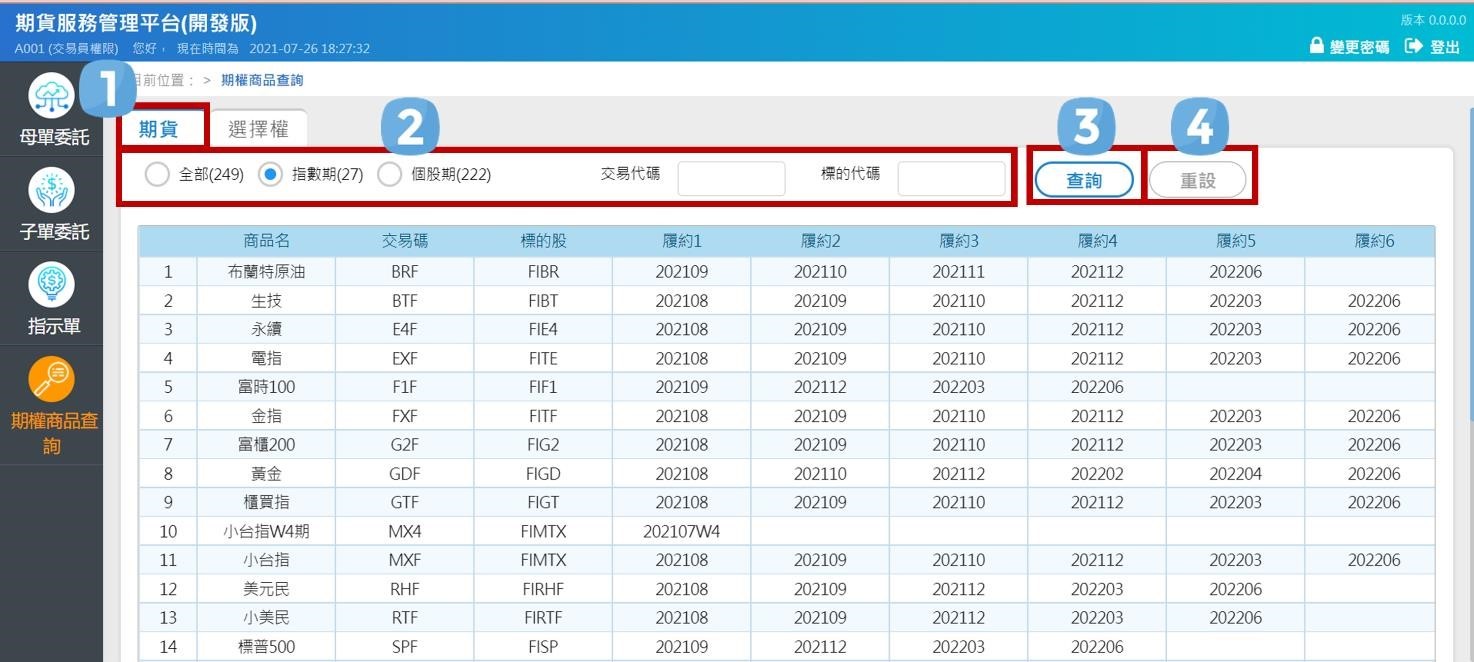 期貨服務管理平台(開發版)
版本 0.0.0.0
A001 (交易員權限) 您好， 現在時間為 2021-07-26 18:27:32
變更密碼 登出
母單委託
子單委託
指示單
期權商品查
詢
1
目前位置： > 期權商品查詢
期貨 選擇權
2
3
4
全部(249) 指數期(27) 個股期(222) 交易代碼 標的代碼 查詢 重設
商品名 交易碼 標的股 履約1 履約2 履約3 履約4 履約5 履約6
1 布蘭特原油 BRF FIBR 202109 202110 202111 202112 202206
2 生技 BTF FIBT 202108 202109 202110 202112 202203 202206
3 永續 E4F FIE4 202108 202109 202110 202112 202203 202206
4 電指 EXF FITE 202108 202109 202110 202112 202203 202206
5 富時100 F1F FIF1 202109 202112 202203 202206
6 金指 FXF FITF 202108 202109 202110 202112 202203 202206
7 富櫃200 G2F FIG2 202108 202109 202110 202112 202203 202206
8 黃金 GDF FIGD 202108 202110 202112 202202 202204 202206
9 櫃買指 GTF FIGT 202108 202109 202110 202112 202203 202206
10 小台指W4期 MX4 FIMTX 202107W4
11 小台指 MXF FIMTX 202108 202109 202110 202112 202203 202206
12 美元民 RHF FIRHF 202108 202109 202112 202203 202206
13 小美民 RTF FIRTF 202108 202109 202112 202203 202206
14 標普500 SPF FISP 202109 202112 202203 202206